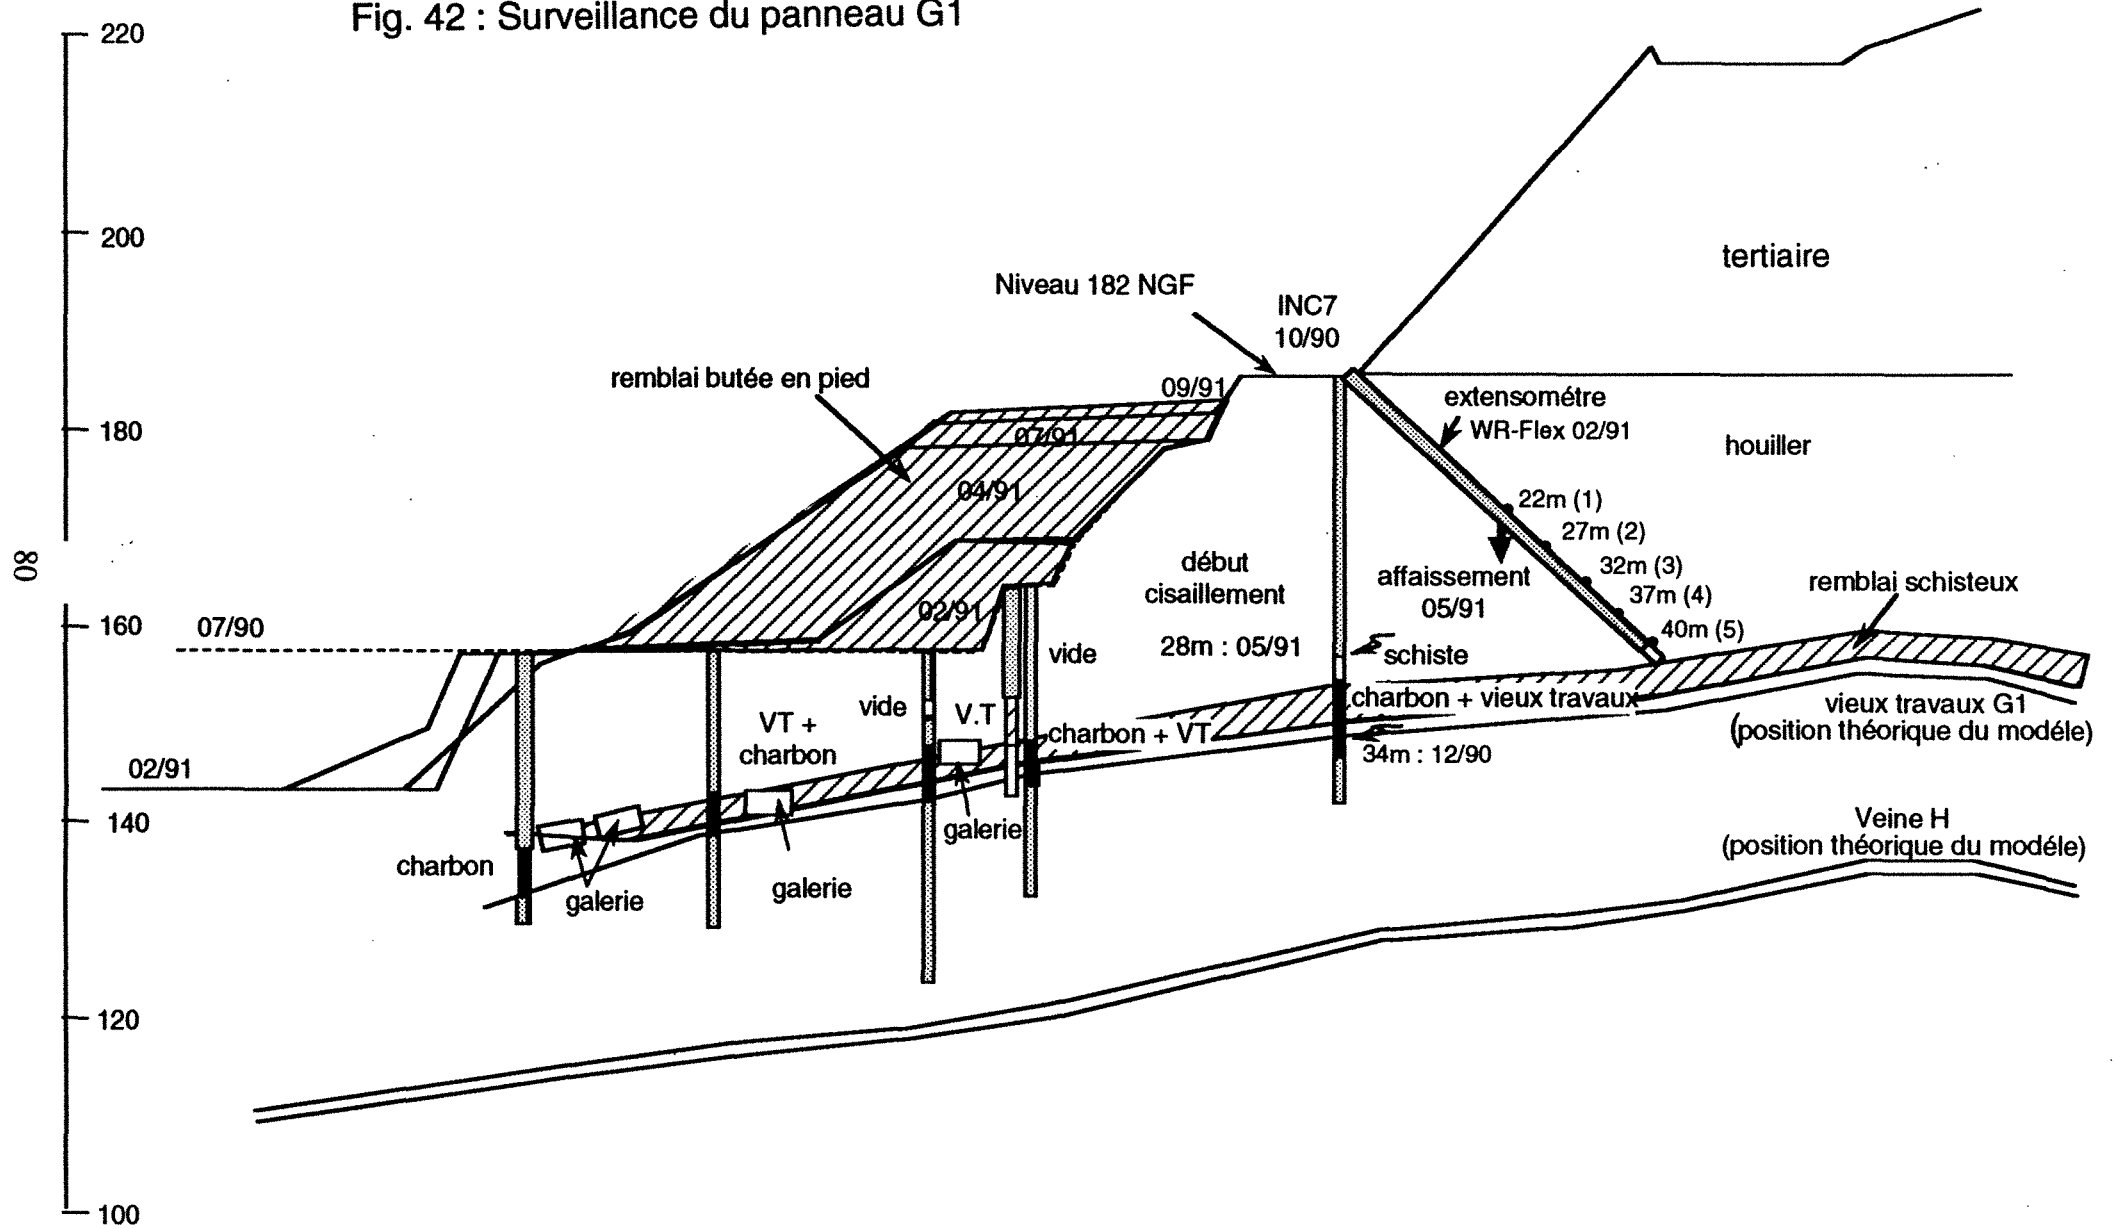 Fig. 42 : Surveillance du panneau G1
220
200
180
160
140
120
100
80
Niveau 182 NGF
INC7
10/90
tertiaire
remblai butée en pied
09/91
07/91
04/91
02/91
extensométre
WR-Flex 02/91
houiller
22m (1)
27m (2)
32m (3)
37m (4)
40m (5)
affaissement
05/91
début
cisaillement
28m : 05/91
remblai schisteux
schiste
07/90
02/91
vide
vide
V.T
VT +
charbon
charbon + VT
charbon + vieux travaux
34m : 12/90
vieux travaux G1
(position théorique du modéle)
Veine H
(position théorique du modéle)
charbon
galerie
galerie
galerie